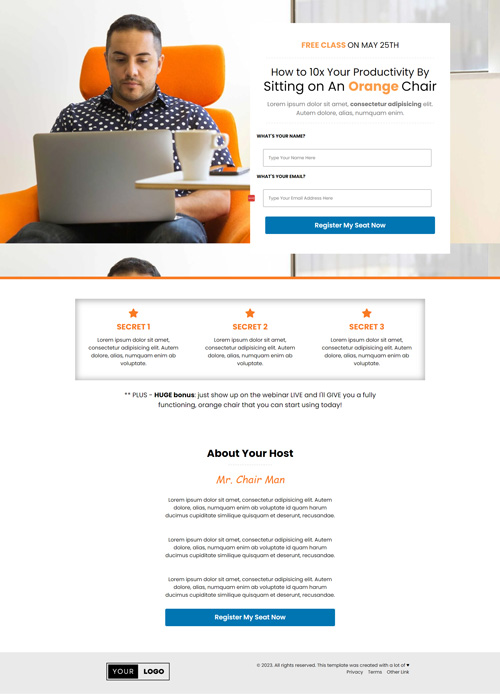 FREE CLASS ON MAY 25TH
How to 10x Your Productivity By
Sitting on An Orange Chair
Lorem ipsum dolor sit amet, consectetur adipisicing elit.
Autem dolore, alias, numquam enim.
WHAT'S YOUR NAME?
Type Your Name Here
WHAT'S YOUR EMAIL?
Type Your Email Address Here
Register My Seat Now
SECRET 1
Lorem ipsum dolor sit amet,
consectetur adipisicing elit Autem
dolore, alias, numquam enim ab
voluptate.
SECRET 2
Lorem ipsum dolor sit amet,
consectetur adipisicing elit Autem
dolore, alias, numquam enim ab
voluptate.
SECRET 3
Lorem ipsum dolor sit amet,
consectetur adipisicing elit Autem
dolore, alias, numquam enim ab
voluptate.
** PLUS - HUGE bonus: just show up on the webinar LIVE and I'll GIVE you a fully
functioning, orange chair that you can start using today!
About Your Host
Mr. Chair Man
Lorem ipsum dolor sit amet, consectetur adipisicing elit Autem
dolore, alias, numquam enim ab voluptate id quam harum
ducimus cupiditate similique quisquam et deserunt, recusandae.
Lorem ipsum dolor sit amet, consectetur adipisicing elit Autem
dolore, alias, numquam enim ab voluptate id quam harum
ducimus cupiditate similique quisquam et deserunt, recusandae.
Lorem ipsum dolor sit amet, consectetur adipisicing elit Autem
dolore, alias, numquam enim ab voluptate id quam harum
ducimus cupiditate similique quisquam et deserunt, recusandae.
Register My Seat Now
YOUR LOGO
© 2023. All rights reserved. This template was created with a lot of ♥
Privacy Terms Other Link